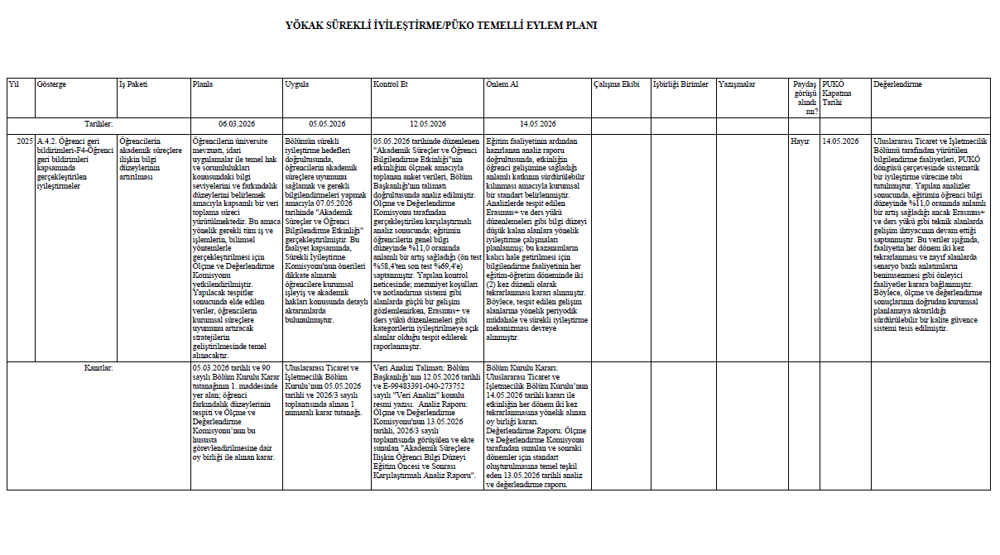 YÖKAK SÜREKLİ İYİLEŞTİRME/PÜKO TEMELLİ EYLEM PLANI
Yıl
Gösterge
İş Paketi
Planla
Uygula
Kontrol Et
Önlem Al
Çalışma Ekibi
İşbirliği Birimler
Yazışmalar
Paydaş
görüşü
alındı
mı?
PUKÖ
Kapatma
Tarihi
Değerlendirme
Tarihler:
06.03.2026
05.05.2026
12.05.2026
14.05.2026
2025
A.4.2. Öğrenci geri
bildirimleri-F4-Öğrenci
geri bildirimleri
kapsamında
gerçekleştirilen
iyileştirmeler
Öğrencilerin
akademik süreçlere
ilişkin bilgi
düzeylerinin
artırılması
Öğrencilerin üniversite
mevzuatı, idari
uygulamalar ile temel hak
ve sorumlulukları
konusundaki bilgi
seviyelerini ve farkındalık
düzeylerini belirlemek
amacıyla kapsamlı bir veri
toplama süreci
yürütülmektedir. Bu amaca
yönelik gerekli tüm iş ve
işlemlerin, bilimsel
yöntemlerle
gerçekleştirilmesi için
Ölçme ve Değerlendirme
Komisyonu
yetkilendirilmiştir.
Yapılacak tespitler
sonucunda elde edilen
veriler, öğrencilerin
kurumsal süreçlere
uyumunu artıracak
stratejilerin
geliştirilmesinde temel
alınacaktır.
Bölümün sürekli
iyileştirme hedefleri
doğrultusunda,
öğrencilerin akademik
süreçlere uyumunu
sağlamak ve gerekli
bilgilendirmeleri yapmak
amacıyla 07.05.2026
tarihinde "Akademik
Süreçler ve Öğrenci
Bilgilendirme Etkinliği"
gerçekleştirilmiştir. Bu
faaliyet kapsamında,
Sürekli İyileştirme
Komisyonu'nun önerileri
dikkate alınarak
öğrencilere kurumsal
işleyiş ve akademik
hakları konusunda detaylı
aktarımlarda
bulunulmuştur.
05.05.2026 tarihinde düzenlenen
"Akademik Süreçler ve Öğrenci
Bilgilendirme Etkinliği"nin
etkinliğini ölçmek amacıyla
toplanan anket verileri, Bölüm
Başkanlığı'nın talimatı
doğrultusunda analiz edilmiştir.
Ölçme ve Değerlendirme
Komisyonu tarafından
gerçekleştirilen karşılaştırmalı
analiz sonucunda; eğitimin
öğrencilerin genel bilgi
düzeyinde %11,0 oranında
anlamlı bir artış sağladığı (ön test
%58,4'ten son test %69,4'e)
saptanmıştır. Yapılan kontrol
neticesinde; mezuniyet koşulları
ve notlandırma sistemi gibi
alanlarda güçlü bir gelişim
gözlemlenirken, Erasmus+ ve
ders yükü düzenlemeleri gibi
kategorilerin iyileştirilmeye açık
alanlar olduğu tespit edilerek
raporlanmıştır.
Eğitim faaliyetinin ardından
hazırlanan analiz raporu
doğrultusunda, etkinliğin
öğrenci gelişimine sağladığı
anlamlı katkının sürdürülebilir
kılınması amacıyla kurumsal
bir standart belirlenmiştir.
Analizlerde tespit edilen
Erasmus+ ve ders yükü
düzenlemeleri gibi bilgi düzeyi
düşük kalan alanlara yönelik
iyileştirme çalışmaları
planlanmış; bu kazanımların
kalıcı hale getirilmesi için
bilgilendirme faaliyetinin her
eğitim-öğretim döneminde iki
(2) kez düzenli olarak
tekrarlanması kararı alınmıştır.
Böylece, tespit edilen gelişim
alanlarına yönelik periyodik
müdahale ve sürekli iyileştirme
mekanizması devreye
alınmıştır.
Hayır
14.05.2026
Uluslararası Ticaret ve İşletmecilik
Bölümü tarafından yürütülen
bilgilendirme faaliyetleri, PUKÖ
döngüsü çerçevesinde sistematik
bir iyileştirme sürecine tabi
tutulmuştur. Yapılan analizler
sonucunda, eğitimin öğrenci bilgi
düzeyinde %11,0 oranında anlamlı
bir artış sağladığı ancak Erasmus+
ve ders yükü gibi teknik alanlarda
gelişim ihtiyacının devam ettiği
saptanmıştır. Bu veriler ışığında,
faaliyetin her dönem iki kez
tekrarlanması ve zayıf alanlarda
senaryo bazlı anlatımların
benimsenmesi gibi önleyici
faaliyetler karara bağlanmıştır.
Böylece, ölçme ve değerlendirme
sonuçlarının doğrudan kurumsal
planlamaya aktarıldığı
sürdürülebilir bir kalite güvence
sistemi tesis edilmiştir.
Kanıtlar:
05.03.2026 tarihli ve 90
sayılı Bölüm Kurulu Karar
tutanağının 1. maddesinde
yer alan; öğrenci
farkındalık düzeylerinin
tespiti ve Ölçme ve
Değerlendirme
Komisyonu’nun bu
hususta
görevlendirilmesine dair
oy birliği ile alınan karar.
Uluslararası Ticaret ve
İşletmecilik Bölüm
Kurulu’nun 05.05.2026
tarihli ve 2026/3 sayılı
toplantısında alınan 1
numaralı karar tutanağı.
Veri Analizi Talimatı: Bölüm
Başkanlığı’nın 12.05.2026 tarihli
ve E-99483391-040-273752
sayılı "Veri Analizi" konulu
resmi yazısı. Analiz Raporu:
Ölçme ve Değerlendirme
Komisyonu'nun 13.05.2026
tarihli, 2026/3 sayılı
toplantısında görüşülen ve ekte
sunulan "Akademik Süreçlere
İlişkin Öğrenci Bilgi Düzeyi
Eğitim Öncesi ve Sonrası
Karşılaştırmalı Analiz Raporu".
Bölüm Kurulu Kararı:
Uluslararası Ticaret ve
İşletmecilik Bölüm Kurulu’nun
14.05.2026 tarihli kararı ile
etkinliğin her dönem iki kez
tekrarlanmasına yönelik alınan
oy birliği kararı.
Değerlendirme Raporu: Ölçme
ve Değerlendirme Komisyonu
tarafından sunulan ve sonraki
dönemler için standart
oluşturulmasına temel teşkil
eden 13.05.2026 tarihli analiz
ve değerlendirme raporu.